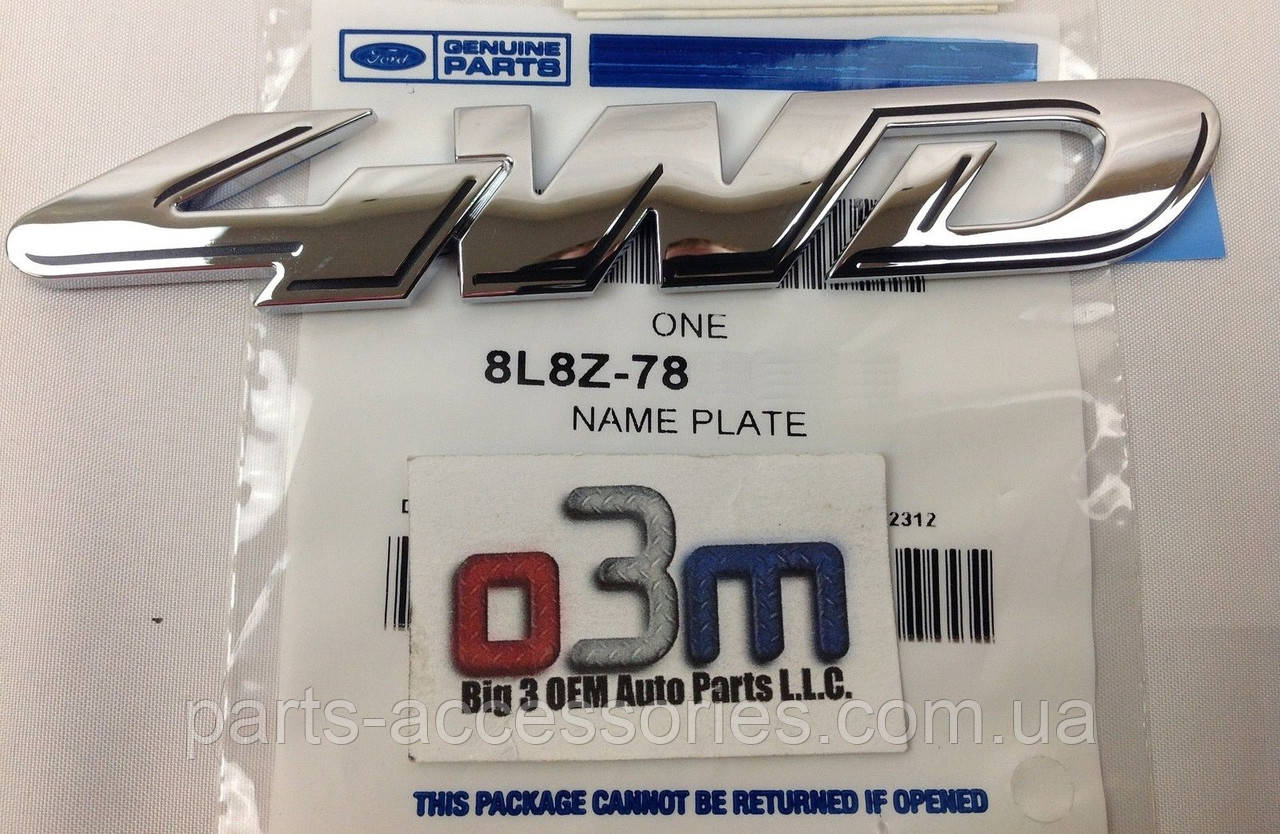 Ford
GENUINE
PARTS
4WD
ONE
8L8Z-78
NAME PLATE
D
2312
o3m
Big 3 OEM Auto Parts L.L.C.
parts-accessories.com.ua
THIS PACKAGE CANNOT BE RETURNED IF OPENED